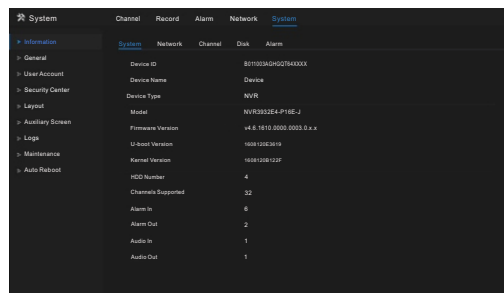 System Channel Record Alarm Network System
Information
General
User Account
Security Center
Layout
Auxiliary Screen
Logs
Maintenance
Auto Reboot
System Network Channel Disk Alarm
Device ID B011003AGHGQT64XXXX
Device Name Device
Device Type NVR
Model NVR3932E4-P16E-J
Firmware Version v4.6.1610.0000.0003.0.x.x
U-boot Version 1608120E3619
Kernel Version 1608120B122F
HDD Number 4
Channels Supported 32
Alarm In 6
Alarm Out 2
Audio In 1
Audio Out 1